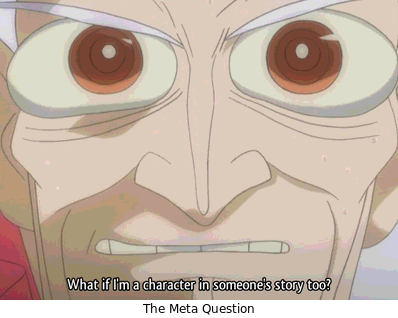 What if I'm a character in someone's story too?
The Meta Question